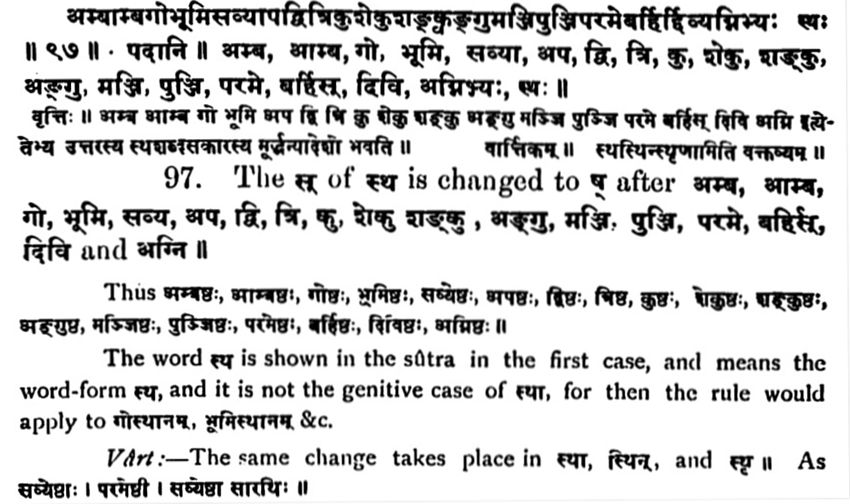 अम्बाम्बगोभूमिसव्यापद्वित्रिकुशेकुशङ्क्वङ्गुमञ्जिपुञ्जिपरमेबर्हिर्दिव्यग्निभ्यः स्थः
॥ ९७ ॥ · पदानि ॥ अम्ब, आम्ब, गो, भूमि, सव्या, अप, द्वि, त्रि, कु, शेकु, शङ्कु,
अङ्गु, मञ्जि, पुञ्जि, परमे, बर्हिस्, दिवि, अग्निभ्यः, स्थः ॥
वृत्तिः ॥ अम्ब आम्ब गो भूमि अप द्वि त्रि कु शेकु शङ्कु अङ्गु मञ्जि पुञ्जि परमे बर्हिस् दिवि अग्नि इत्ये-
तेभ्य उत्तरस्य स्थशब्दसकारस्य मूर्द्धन्यादेशो भवति ॥ वार्त्तिकम् ॥ स्थस्थिन्स्थॄणामिति वक्तव्यम् ॥
97. The स् of स्थ is changed to ष् after अम्ब, आम्ब,
गो, भूमि, सव्य, अप, द्वि, त्रि, कु, शेकु शङ्कु , अङ्गु, मञ्जि, पुञ्जि, परमे, बर्हिस्,
दिवि and अग्नि ॥
Thus अम्बष्ठः, आम्बष्ठः, गोष्ठः, भूमिष्ठः, सव्येष्ठः, अपष्ठः, द्विष्ठः, त्रिष्ठ, कुष्ठः, शेकुष्ठः, शङ्कुष्ठः,
अङ्गुष्ठ, मञ्जिष्ठः, पुञ्जिष्ठः, परमेष्ठः, बर्हिष्ठः, दिविष्ठः, अग्निष्ठः ॥
The word स्थ is shown in the sûtra in the first case, and means the
word-form स्थ, and it is not the genitive case of स्था, for then the rule would
apply to गोस्थानम्, भूमिस्थानम् &c.
Vârt:—The same change takes place in स्था, स्थिन्, and स्थृ ॥ As
सव्येष्ठाः । परमेष्ठी । सव्येष्ठा सारथिः ॥